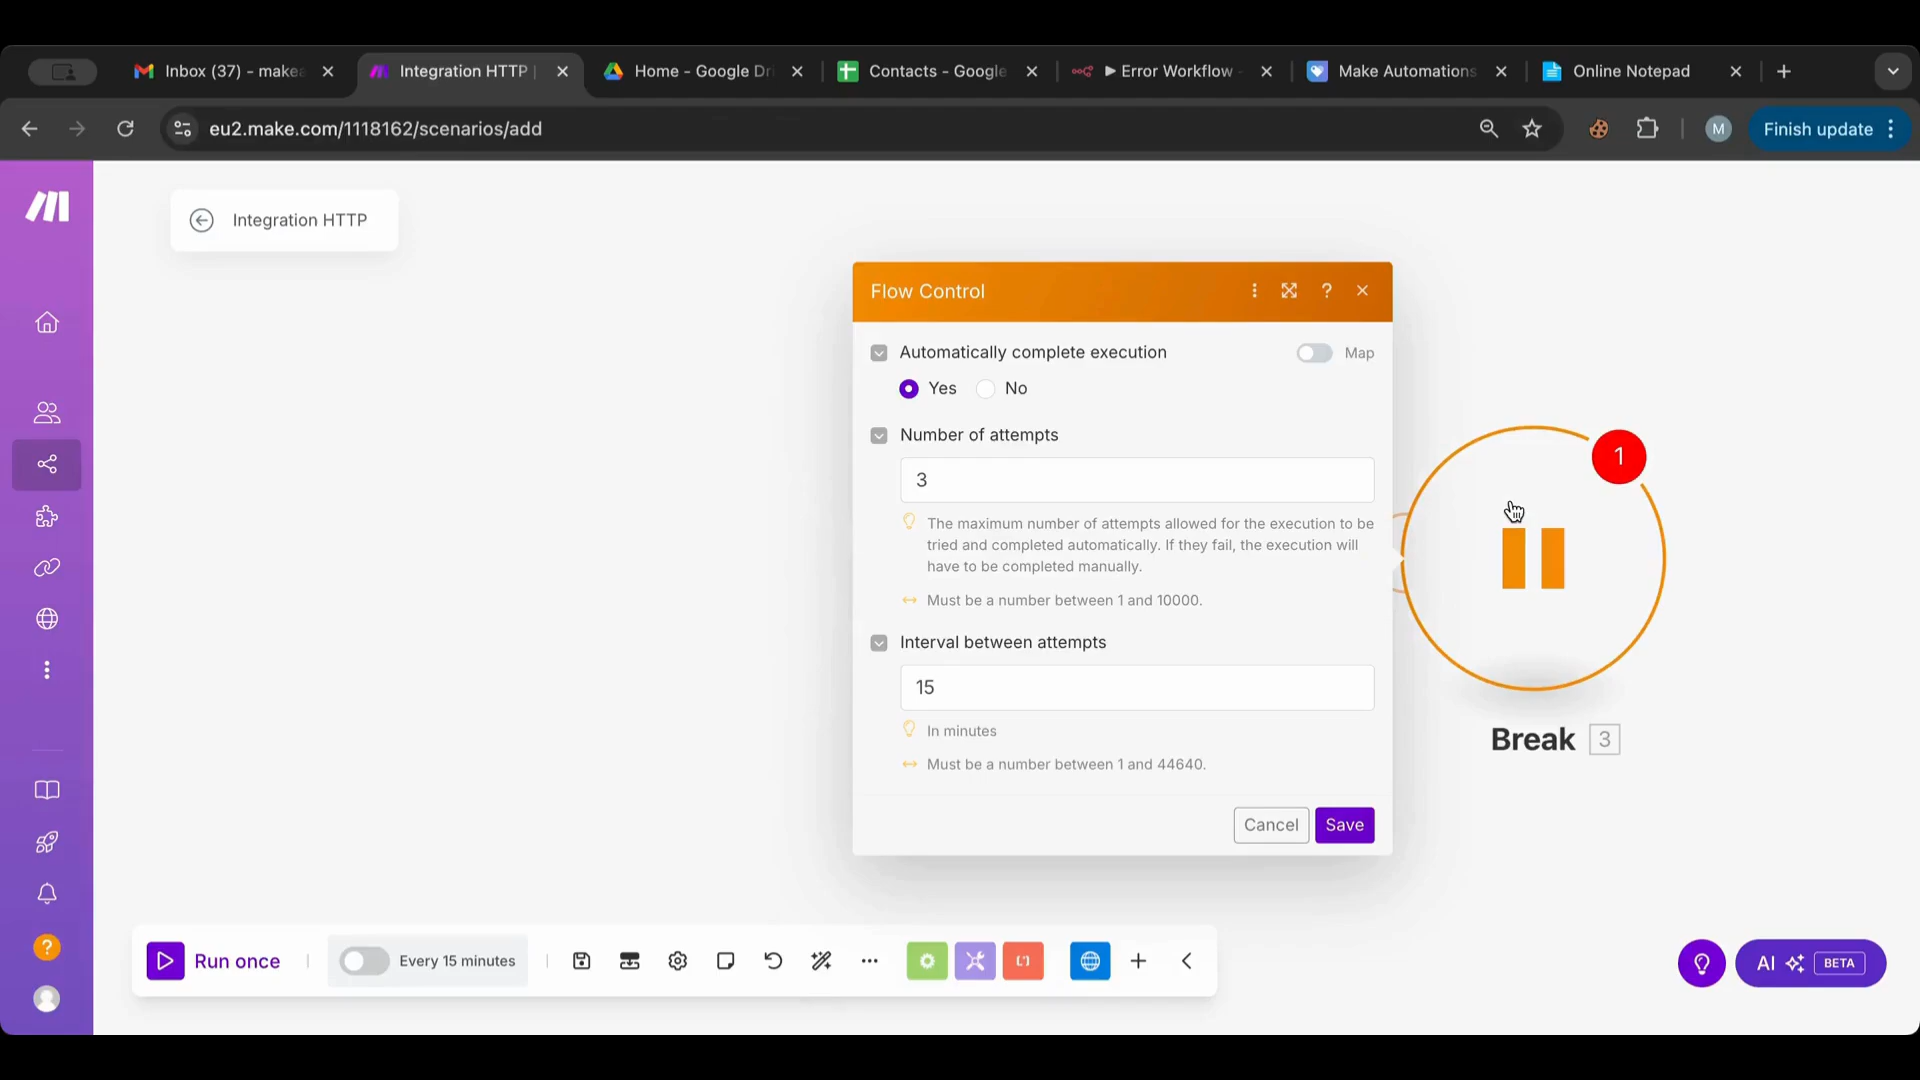 Inbox (37) - make
Integration HTTP |
Home - Google Dri
Contacts - Google
▶ Error Workflow -
Make Automations
Online Notepad
eu2.make.com/1118162/scenarios/add
M
Finish update
Integration HTTP
Flow Control
Automatically complete execution
Map
Yes
No
Number of attempts
3
The maximum number of attempts allowed for the execution to be
tried and completed automatically. If they fail, the execution will
have to be completed manually.
Must be a number between 1 and 10000.
Interval between attempts
15
In minutes
Must be a number between 1 and 44640.
Cancel
Save
1
Break 3
Run once
Every 15 minutes
AI
BETA